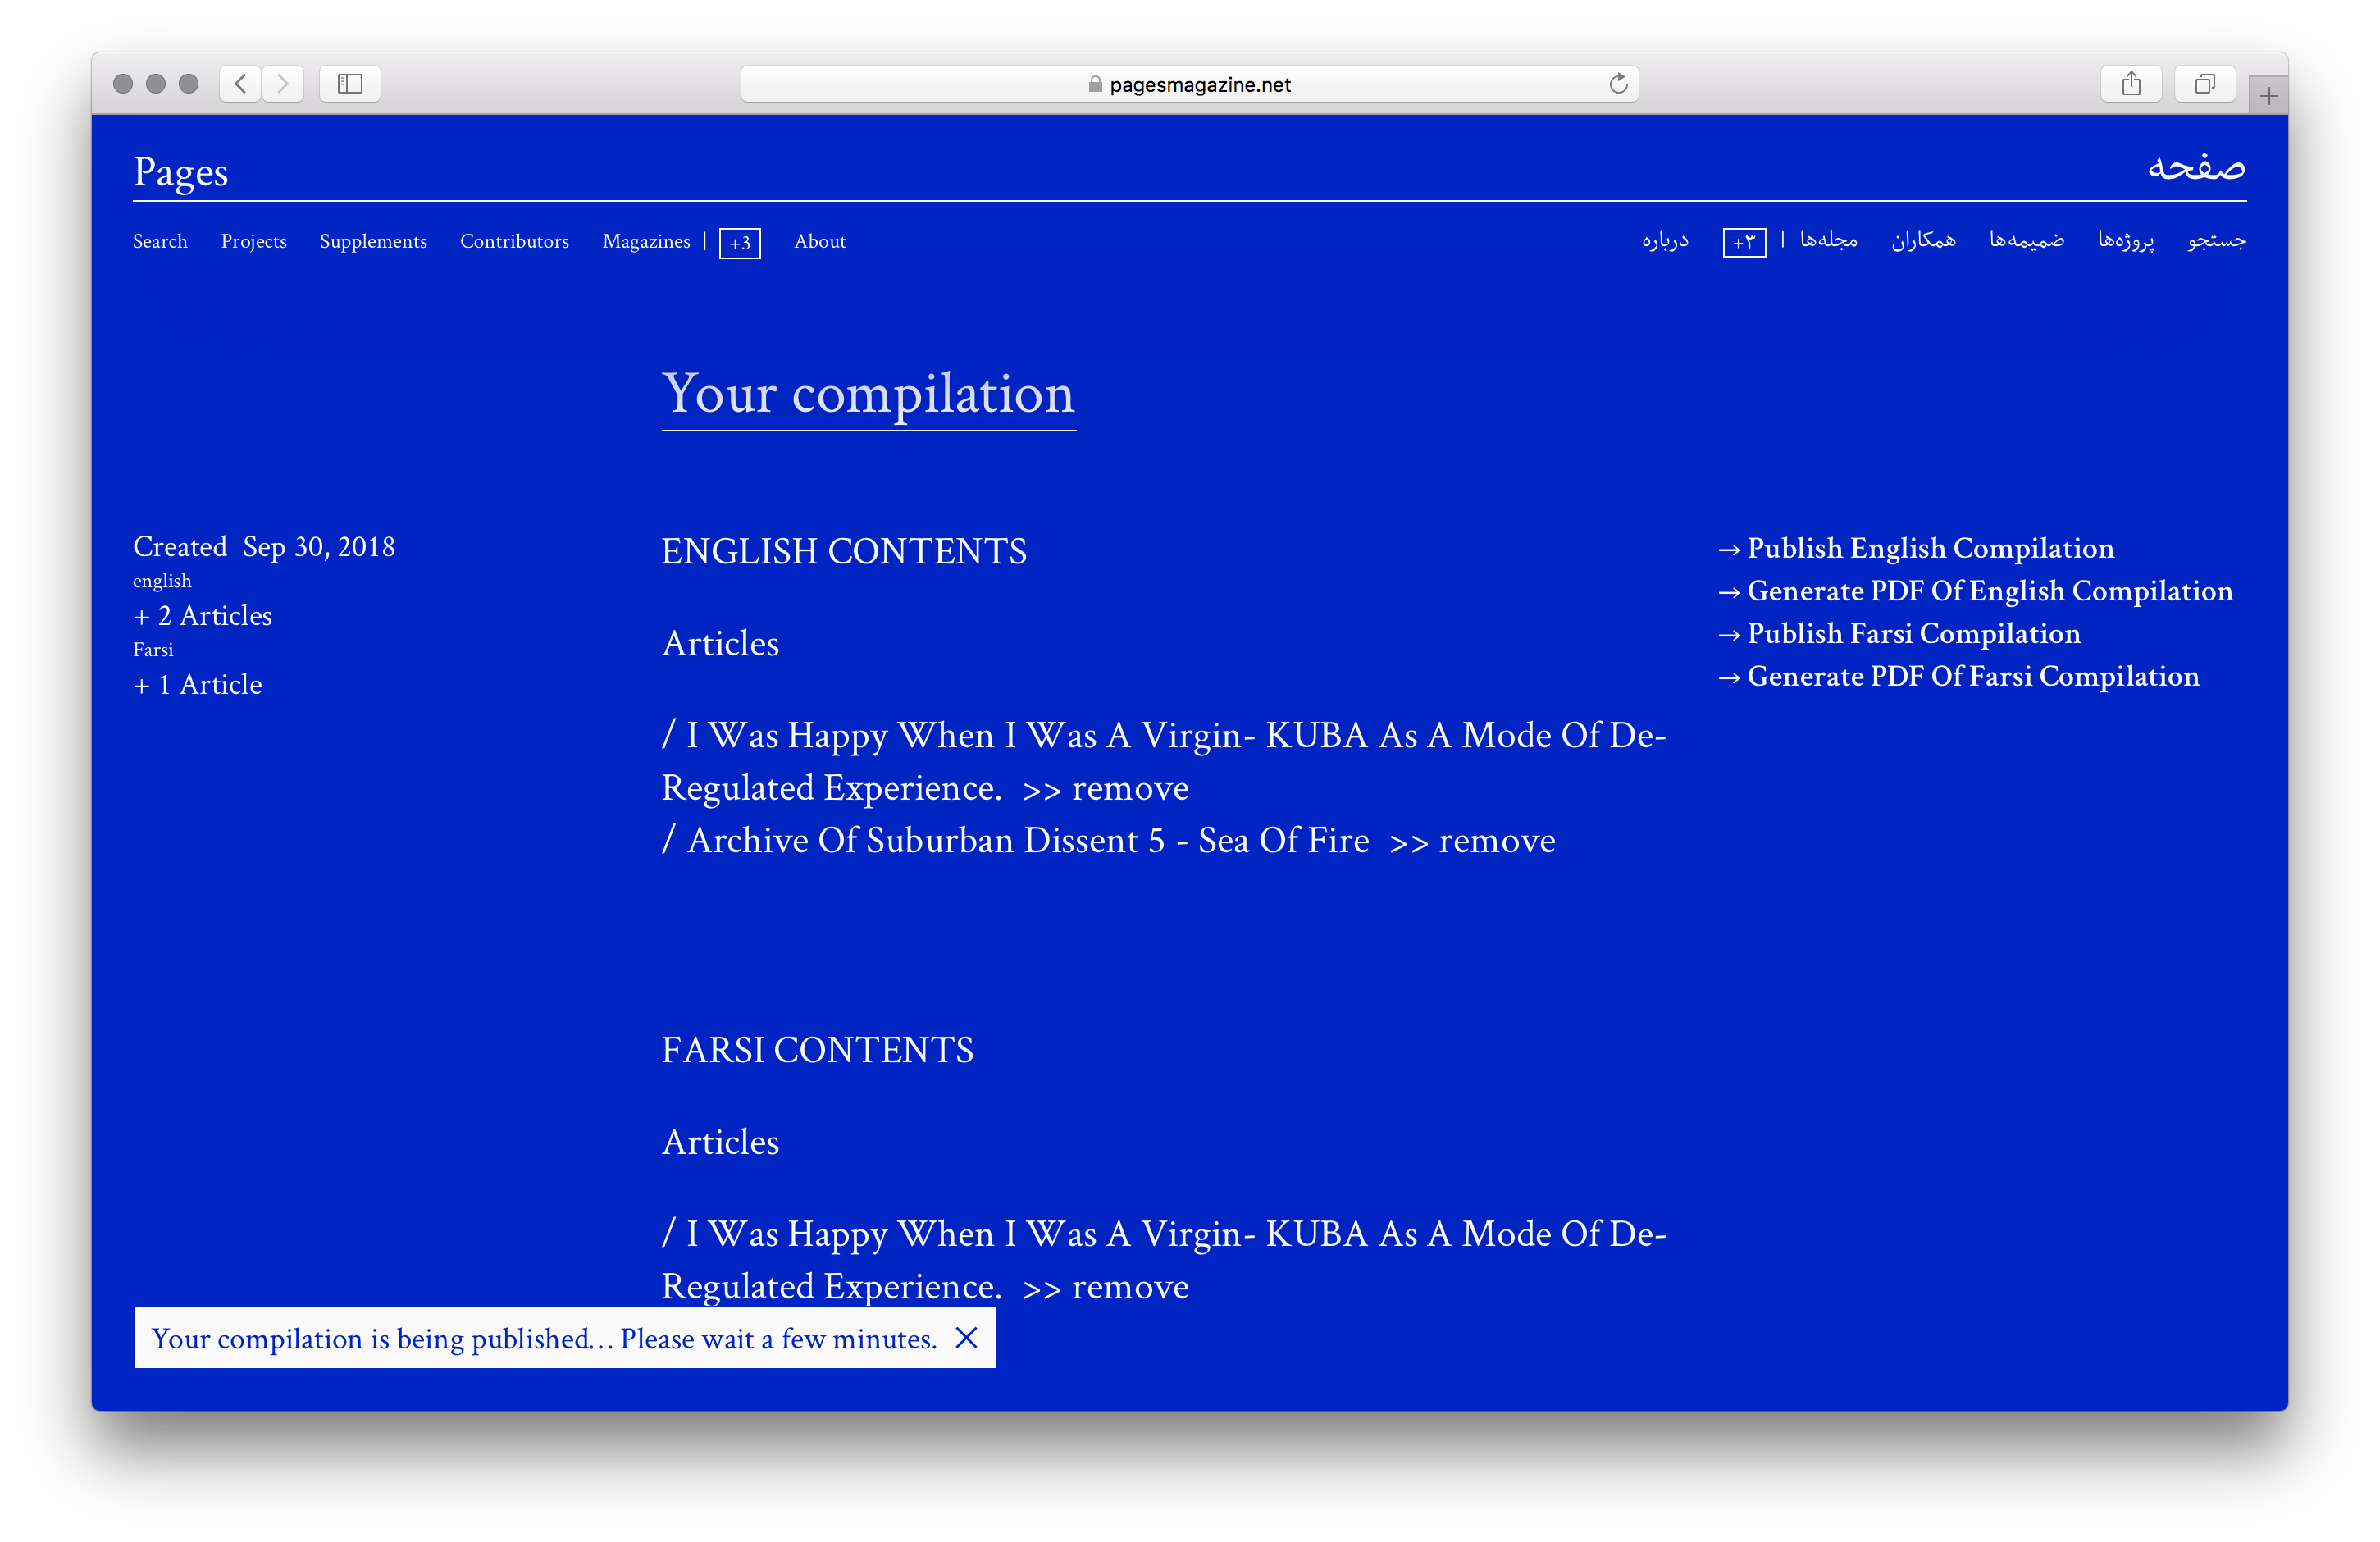 pagesmagazine.net
Pages
صفحه
Search Projects Supplements Contributors Magazines | +3 About
جستجو پروژه‌ها ضمیمه‌ها همکاران مجله‌ها | +۳ درباره
Your compilation
Created Sep 30, 2018
english
+ 2 Articles
Farsi
+ 1 Article
ENGLISH CONTENTS
Articles
/ I Was Happy When I Was A Virgin- KUBA As A Mode Of De-
Regulated Experience. >> remove
/ Archive Of Suburban Dissent 5 - Sea Of Fire >> remove
FARSI CONTENTS
Articles
/ I Was Happy When I Was A Virgin- KUBA As A Mode Of De-
Regulated Experience. >> remove
→ Publish English Compilation
→ Generate PDF Of English Compilation
→ Publish Farsi Compilation
→ Generate PDF Of Farsi Compilation
Your compilation is being published… Please wait a few minutes. ×